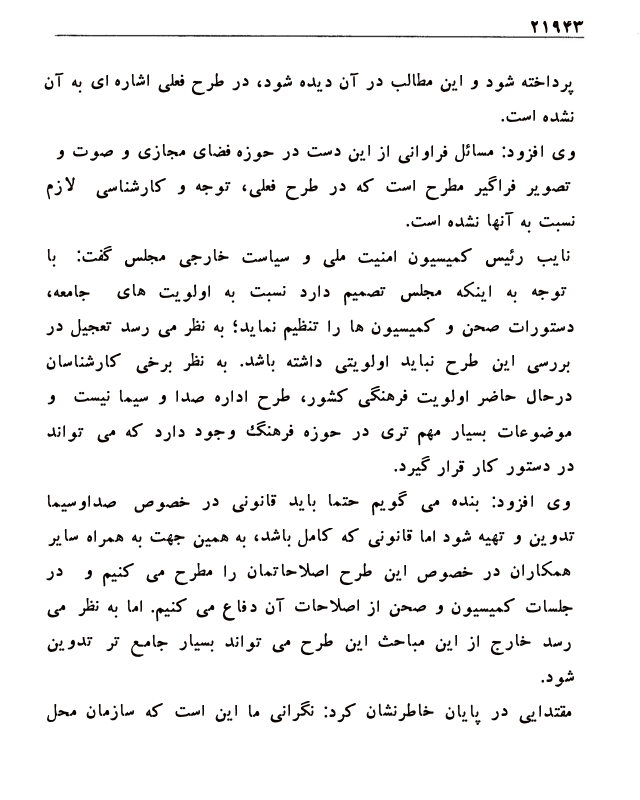 ۲۱۹۴۳
پرداخته شود و این مطالب در آن دیده شود، در طرح فعلی اشاره ای به آن
نشده است.
وی افزود: مسائل فراوانی از این دست در حوزه فضای مجازی و صوت و
تصویر فراگیر مطرح است که در طرح فعلی، توجه و کارشناسی لازم
نسبت به آنها نشده است.
نایب رئیس کمیسیون امنیت ملی و سیاست خارجی مجلس گفت: با
توجه به اینکه مجلس تصمیم دارد نسبت به اولویت های جامعه،
دستورات صحن و کمیسیون ها را تنظیم نماید؛ به نظر می رسد تعجیل در
بررسی این طرح نباید اولویتی داشته باشد. به نظر برخی کارشناسان
درحال حاضر اولویت فرهنگی کشور، طرح اداره صدا و سیما نیست و
موضوعات بسیار مهم تری در حوزه فرهنگ وجود دارد که می تواند
در دستور کار قرار گیرد.
وی افزود: بنده می گویم حتما باید قانونی در خصوص صداوسیما
تدوین و تهیه شود اما قانونی که کامل باشد، به همین جهت به همراه سایر
همکاران در خصوص این طرح اصلاحاتمان را مطرح می کنیم و در
جلسات کمیسیون و صحن از اصلاحات آن دفاع می کنیم. اما به نظر می
رسد خارج از این مباحث این طرح می تواند بسیار جامع تر تدوین
شود.
مقتدایی در پایان خاطرنشان کرد: نگرانی ما این است که سازمان محل